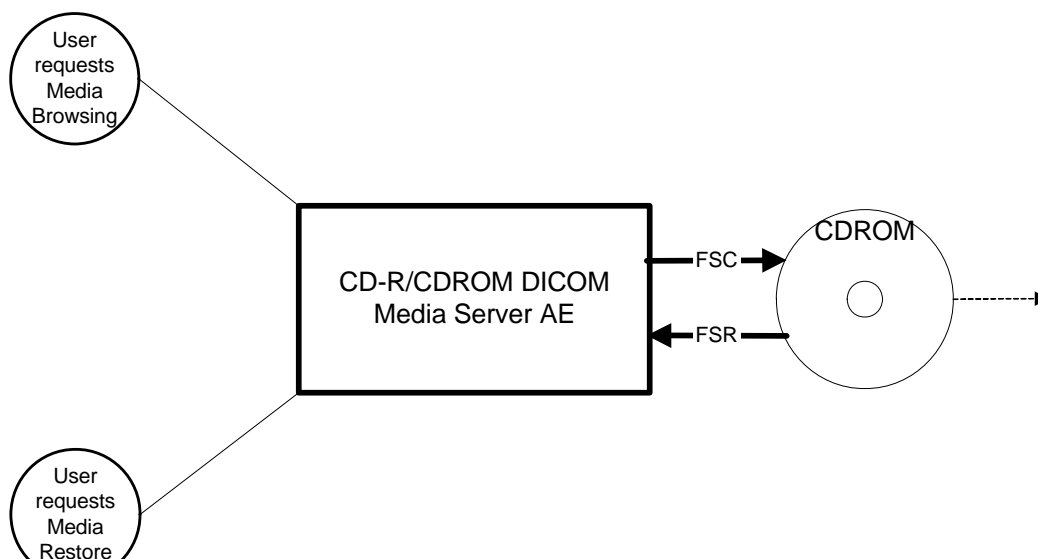 User
requests
Media
Browsing
CD-R/CDROM DICOM
Media Server AE
FSC
FSR
CDROM
User
requests
Media
Restore